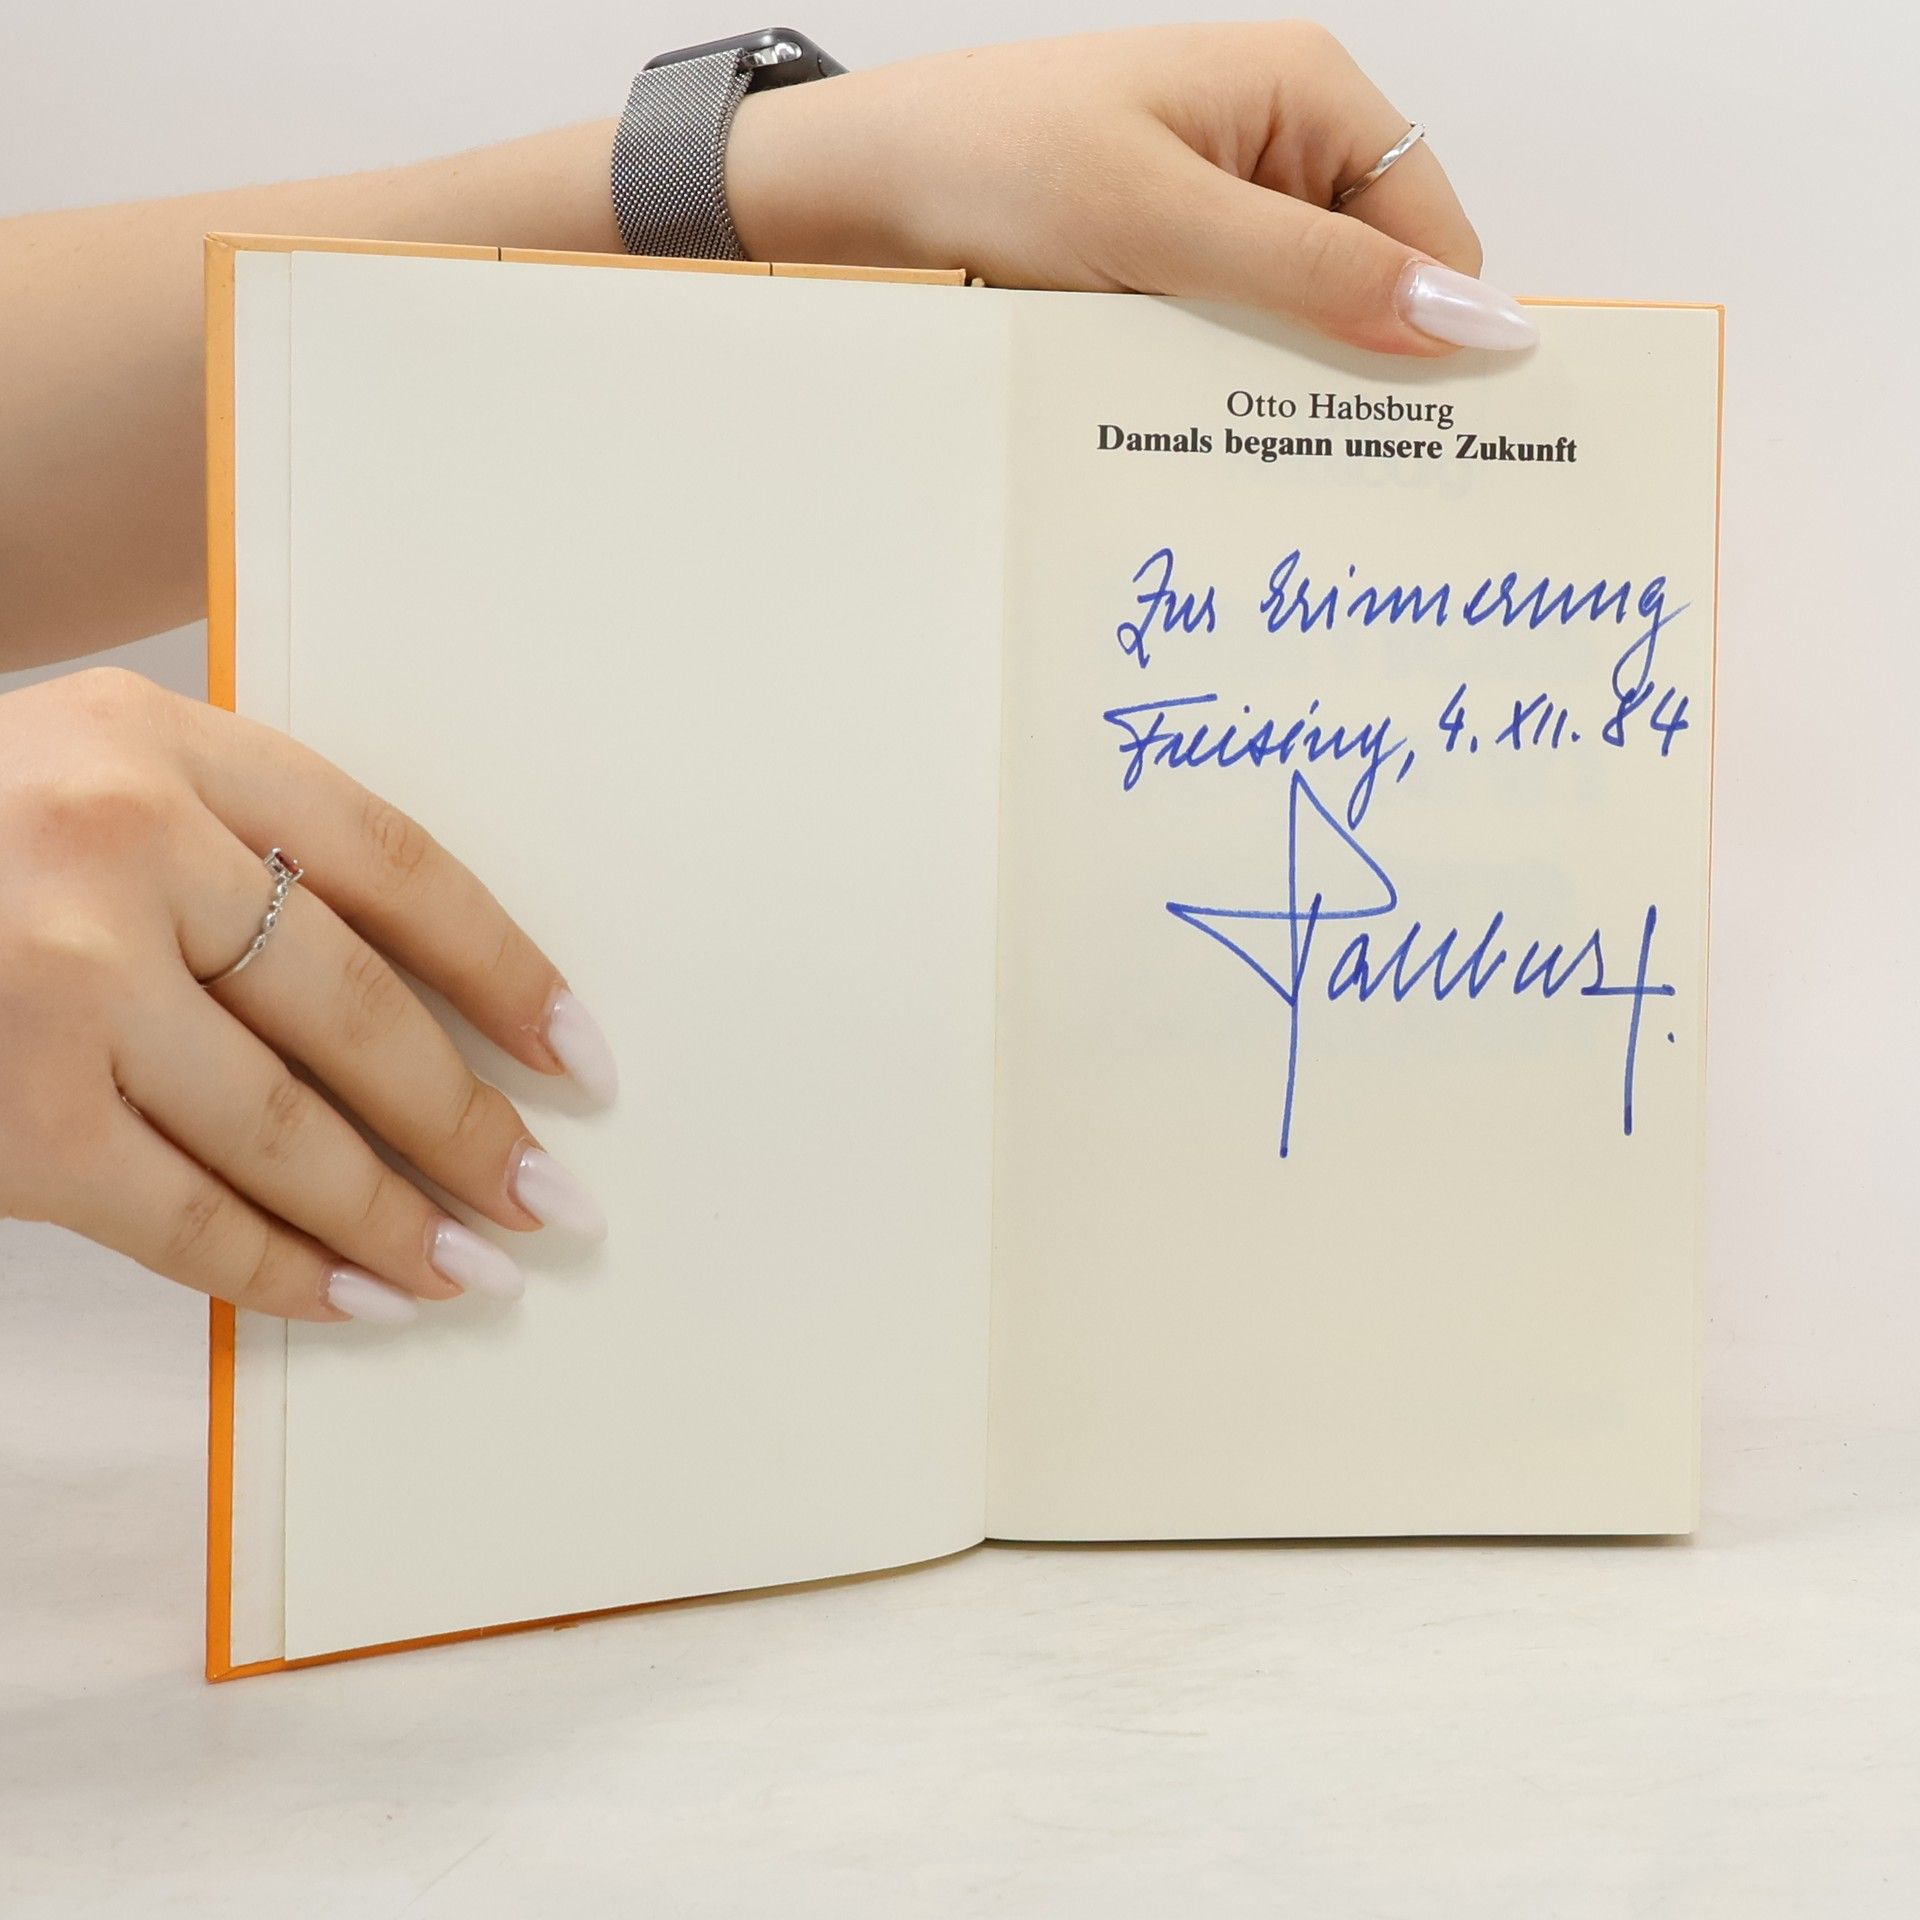 Otto Habsburg
Damals begann unsere Zukunft
Zur Erinnerung
Freising, 4. XII. 84